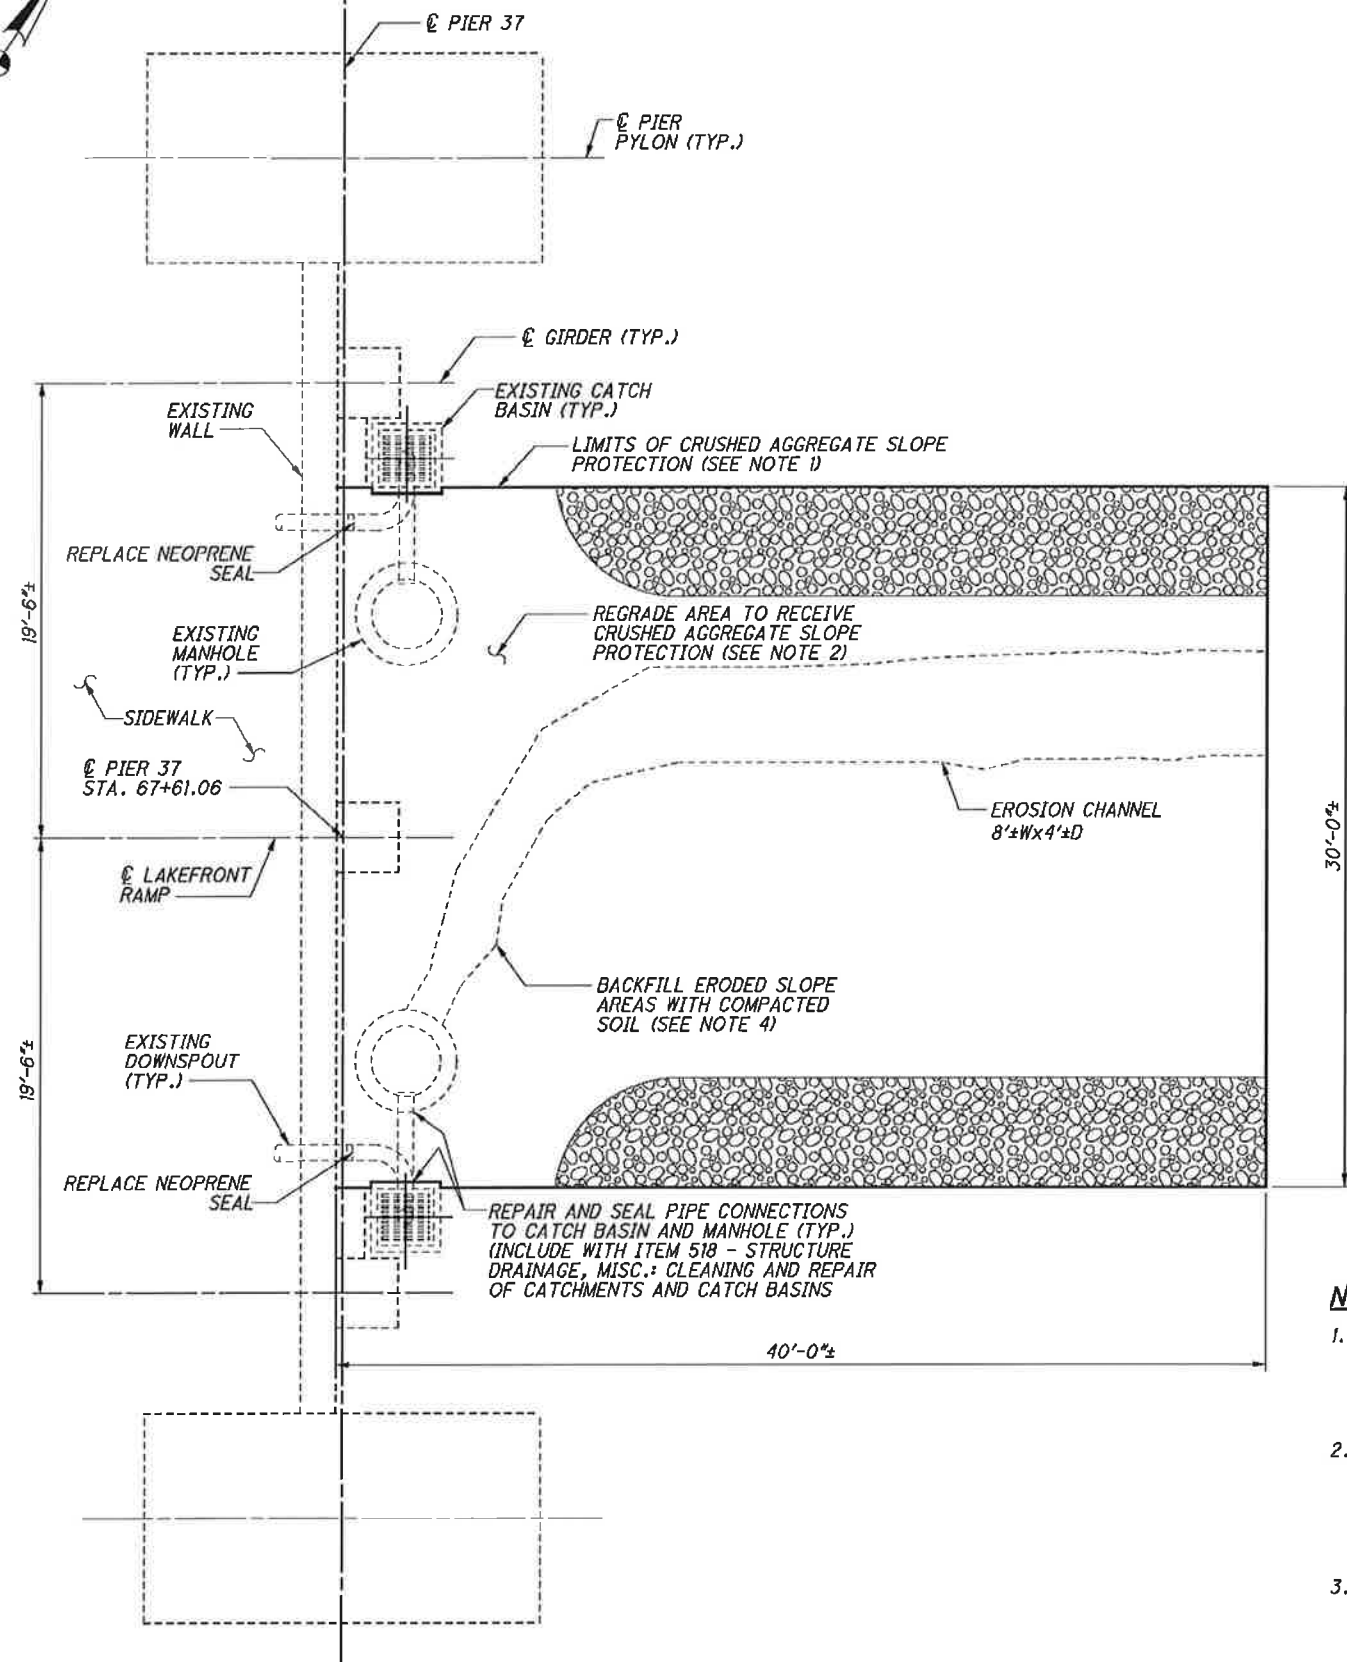 ℄ PIER 37
℄ PIER
PYLON (TYP.)
℄ GIRDER (TYP.)
EXISTING CATCH
BASIN (TYP.)
EXISTING
WALL
LIMITS OF CRUSHED AGGREGATE SLOPE
PROTECTION (SEE NOTE 1)
REPLACE NEOPRENE
SEAL
19'-6"±
REGRADE AREA TO RECEIVE
CRUSHED AGGREGATE SLOPE
PROTECTION (SEE NOTE 2)
EXISTING
MANHOLE
(TYP.)
SIDEWALK
℄ PIER 37
STA. 67+61.06
EROSION CHANNEL
8'±Wx4'±D
30'-0"±
℄ LAKEFRONT
RAMP
BACKFILL ERODED SLOPE
AREAS WITH COMPACTED
SOIL (SEE NOTE 4)
EXISTING
DOWNSPOUT
(TYP.)
19'-6"±
REPLACE NEOPRENE
SEAL
REPAIR AND SEAL PIPE CONNECTIONS
TO CATCH BASIN AND MANHOLE (TYP.)
(INCLUDE WITH ITEM 518 - STRUCTURE
DRAINAGE, MISC.: CLEANING AND REPAIR
OF CATCHMENTS AND CATCH BASINS
40'-0"±
N
1.
2.
3.